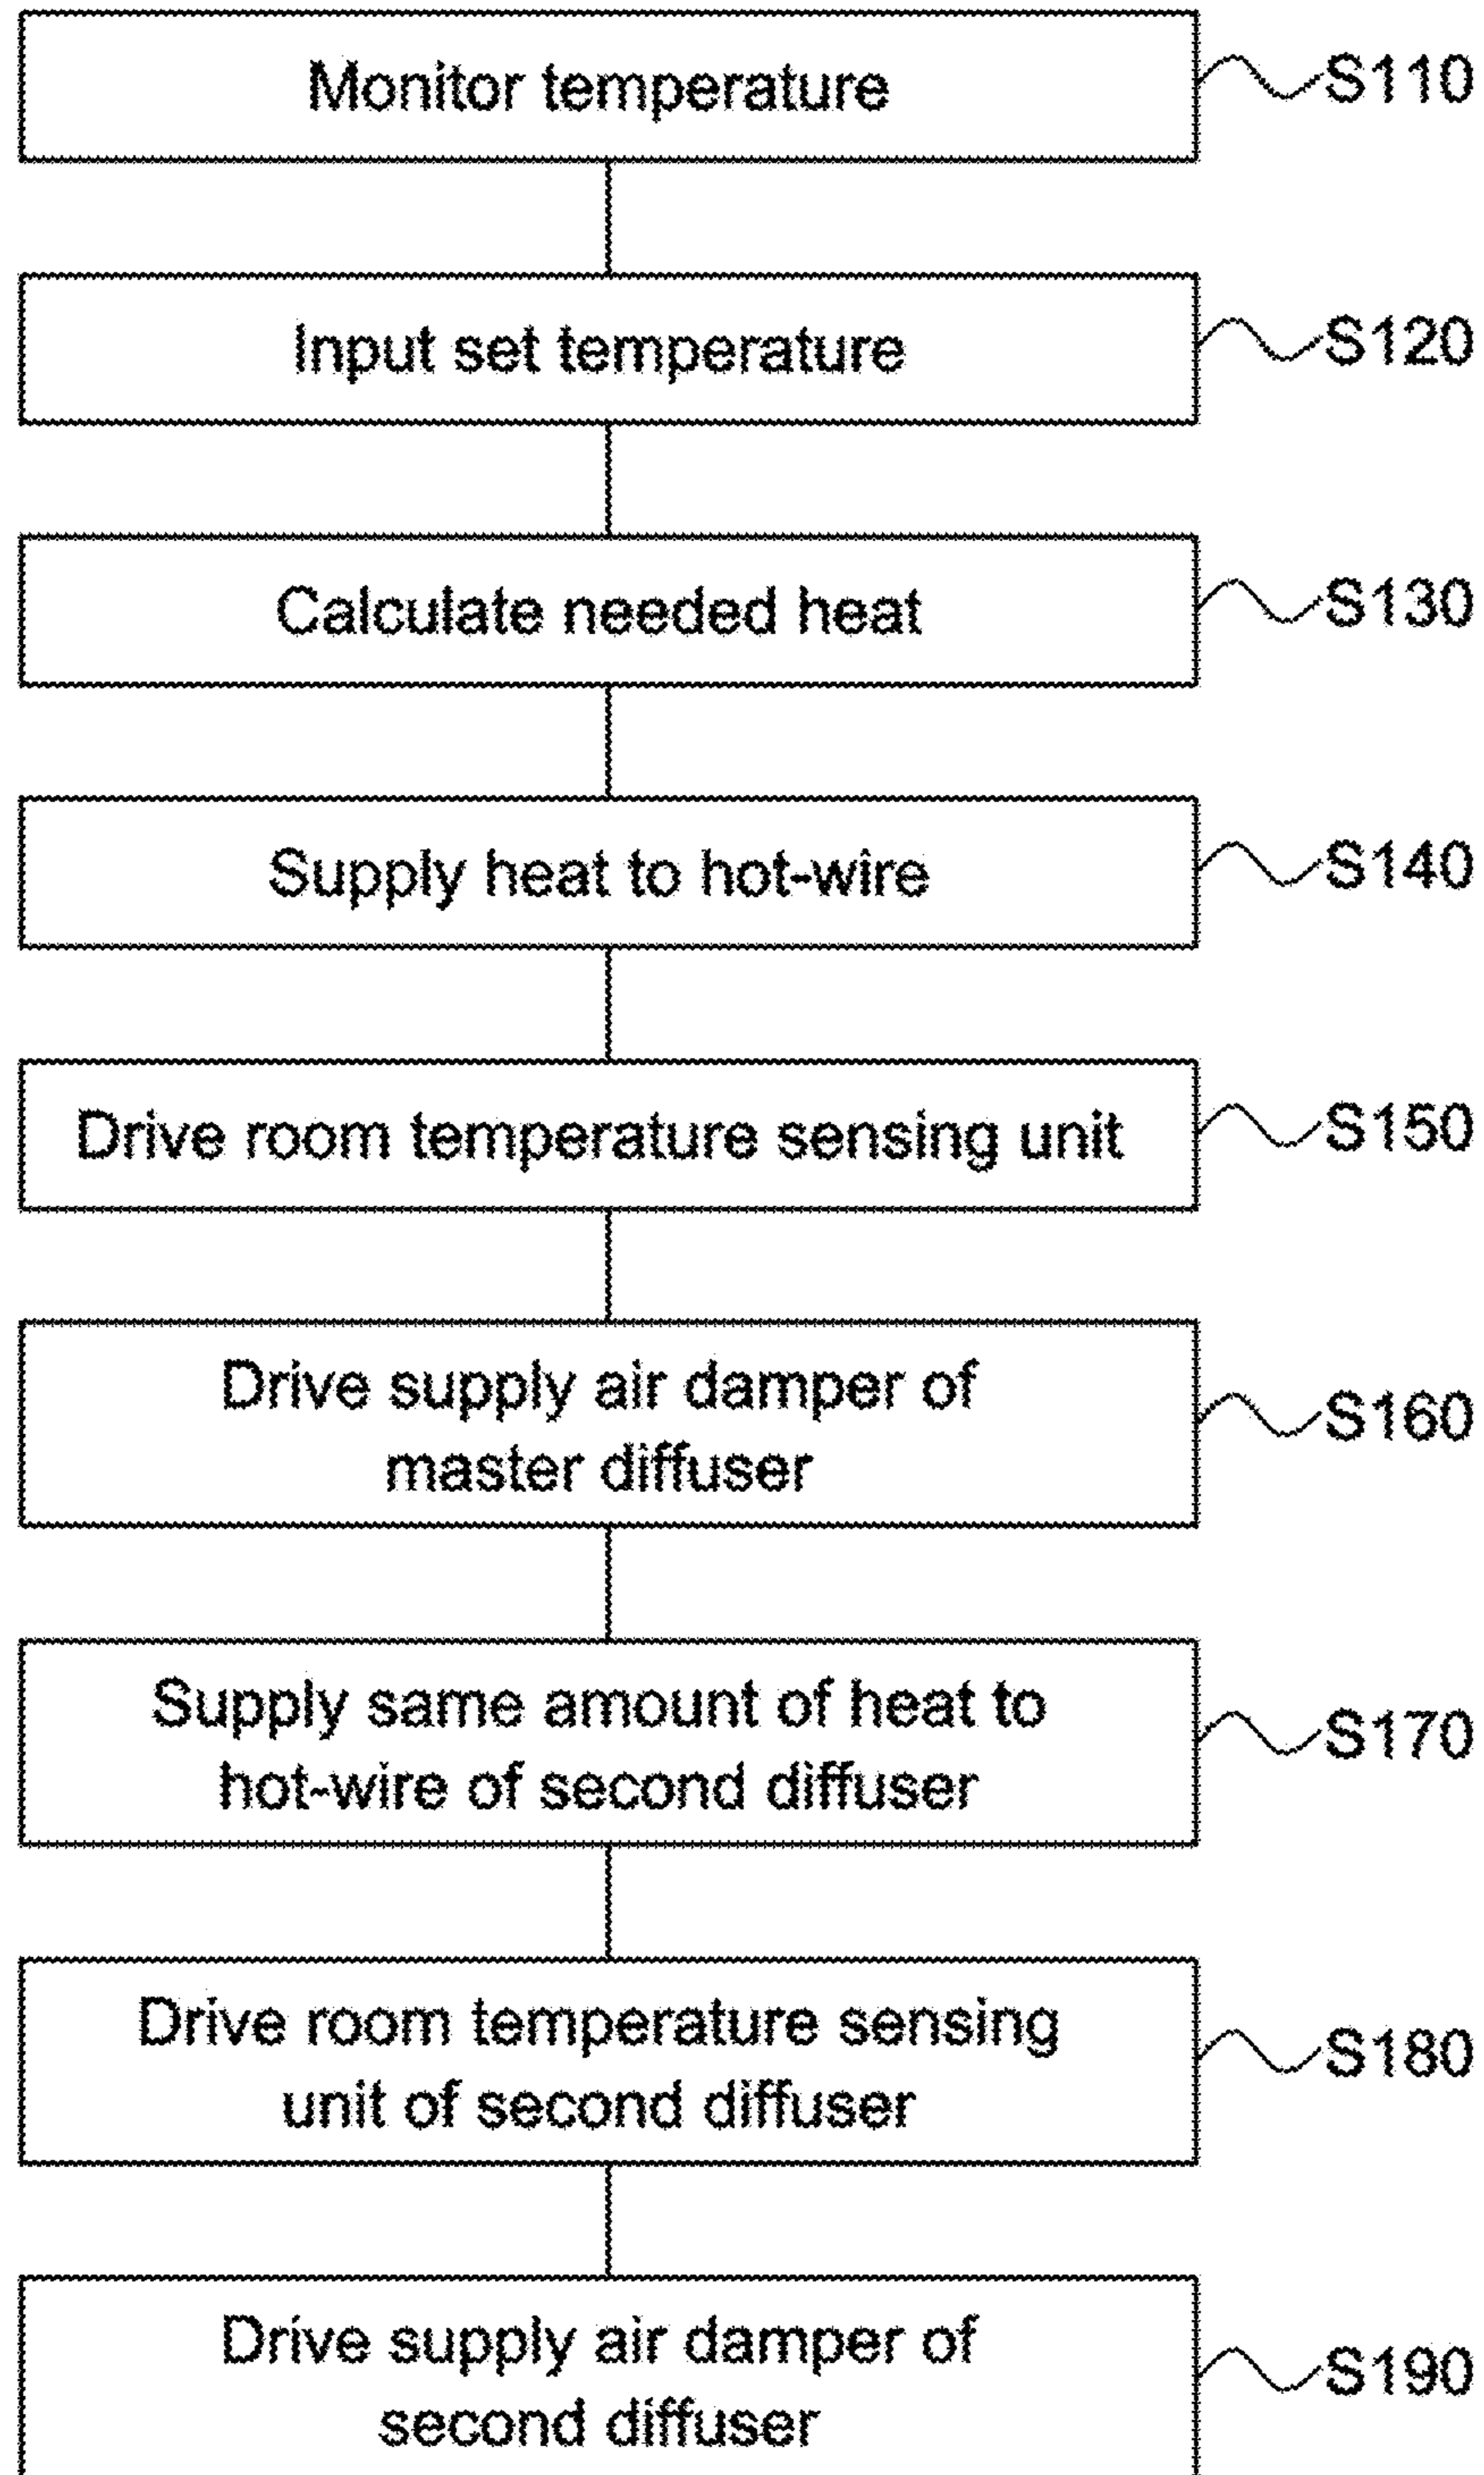 Monitor temperature
S110
Input set temperature
S120
Calculate needed heat
S130
Supply heat to hot-wire
S140
Drive room temperature sensing unit
S150
Drive supply air damper of
master diffuser
S160
Supply same amount of heat to
hot-wire of second diffuser
S170
Drive room temperature sensing
unit of second diffuser
S180
Drive supply air damper of
second diffuser
S190